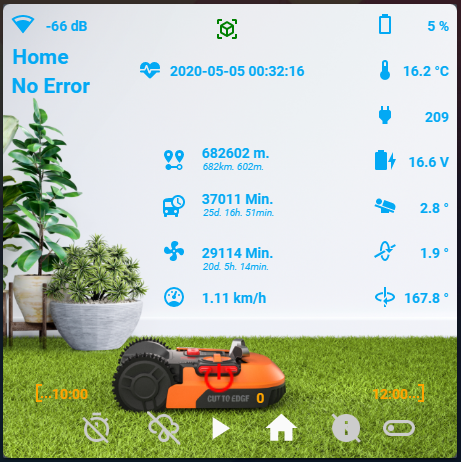 -66 dB
5 %
Home
No Error
2020-05-05 00:32:16
16.2 °C
209
682602 m.
682km. 602m.
16.6 V
37011 Min.
25d. 16h. 51min.
2.8 °
29114 Min.
20d. 5h. 14min.
1.9 °
1.11 km/h
167.8 °
10:00
12:00
CUT TO EDGE 0